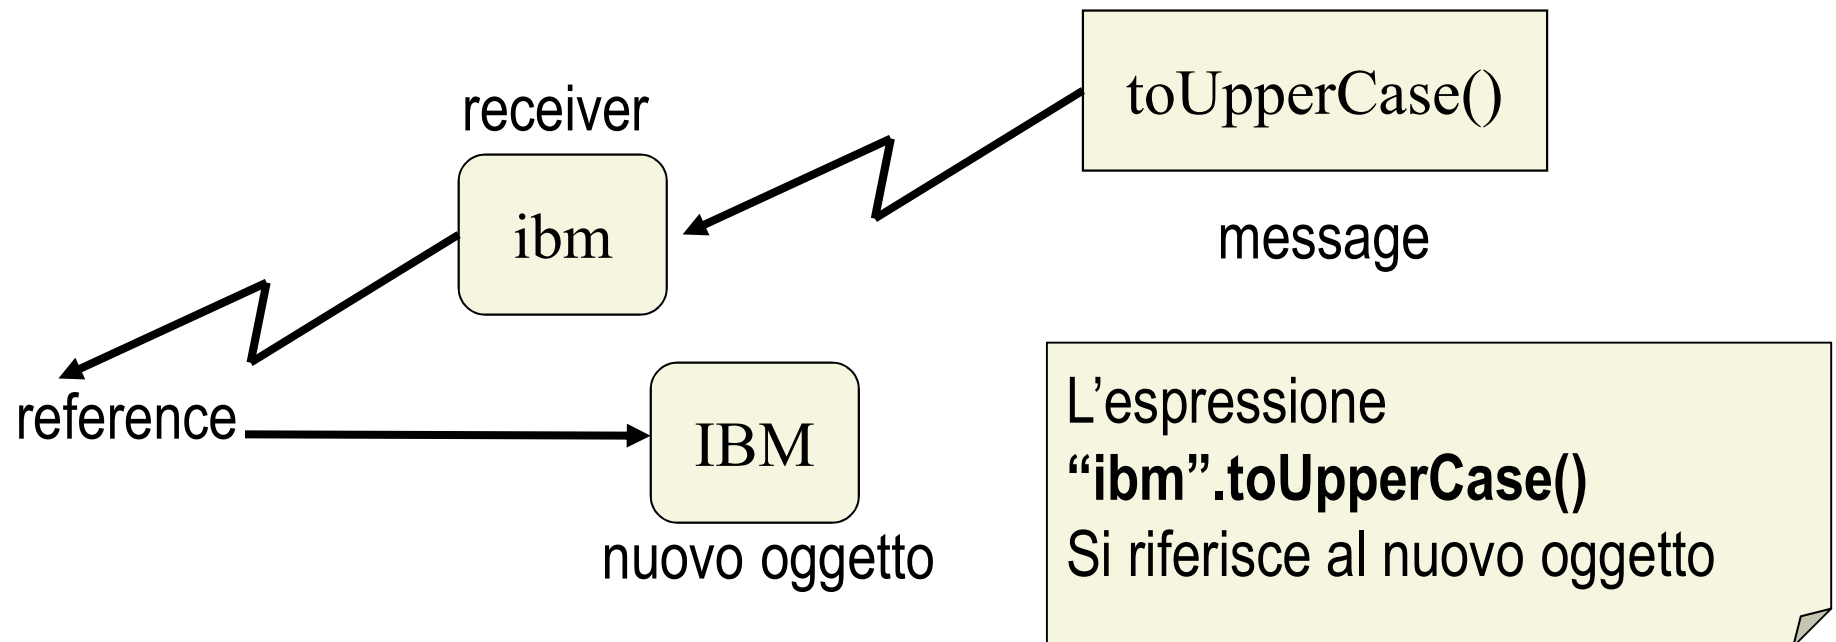 toUpperCase()
receiver
ibm
message
reference
IBM
nuovo oggetto
L’espressione
“ibm”.toUpperCase()
Si riferisce al nuovo oggetto